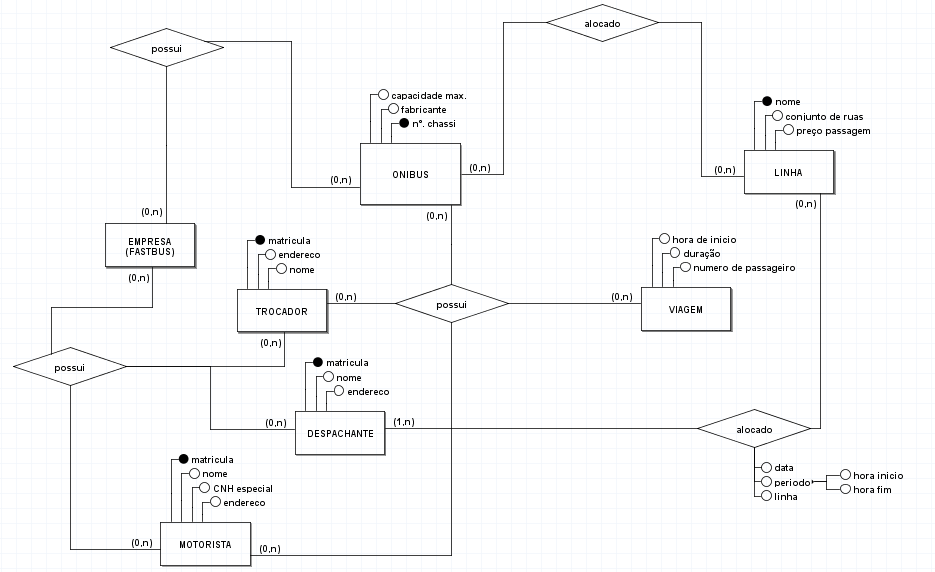 possui
alocado
capacidade max.
fabricante
nº. chassi
ONIBUS
(0,n)
(0,n)
(0,n)
nome
conjunto de ruas
preço passagem
LINHA
(0,n)
(0,n)
(0,n)
EMPRESA
(FASTBUS)
(0,n)
matricula
endereco
nome
TROCADOR
(0,n)
(0,n)
possui
hora de inicio
duração
numero de passageiro
VIAGEM
(0,n)
possui
matricula
nome
endereco
DESPACHANTE
(0,n)
(1,n)
alocado
data
periodo
linha
hora inicio
hora fim
matricula
nome
CNH especial
endereco
MOTORISTA
(0,n)
(0,n)